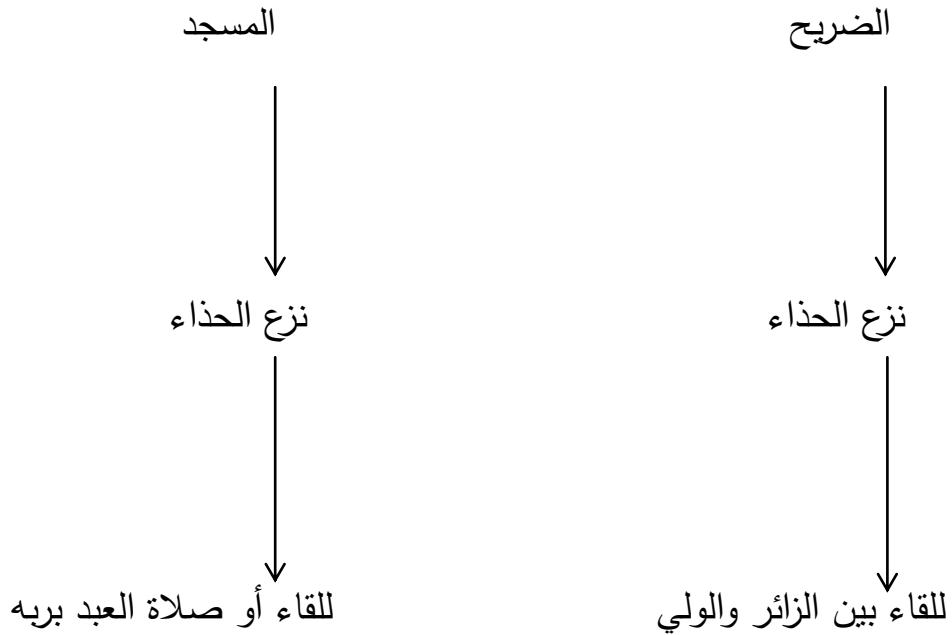 الضريح
المسجد
نزع الحذاء
نزع الحذاء
للقاء بين الزائر والولي
للقاء أو صلاة العبد بربه